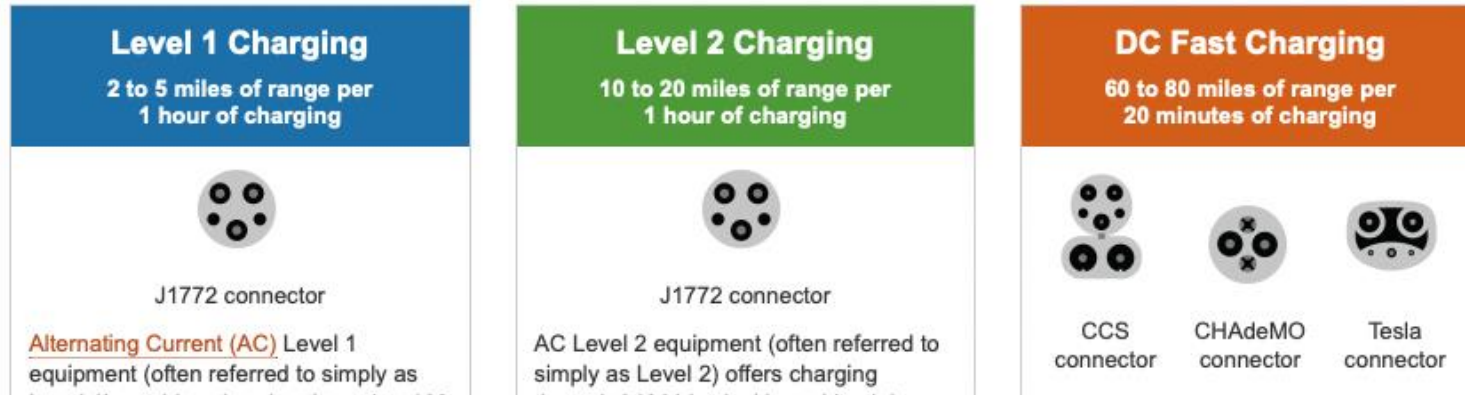 Level 1 Charging
2 to 5 miles of range per
1 hour of charging
J1772 connector
Alternating Current (AC) Level 1
equipment (often referred to simply as
Level 2 Charging
10 to 20 miles of range per
1 hour of charging
J1772 connector
AC Level 2 equipment (often referred to
simply as Level 2) offers charging
DC Fast Charging
60 to 80 miles of range per
20 minutes of charging
CCS
connector
CHAdeMO
connector
Tesla
connector